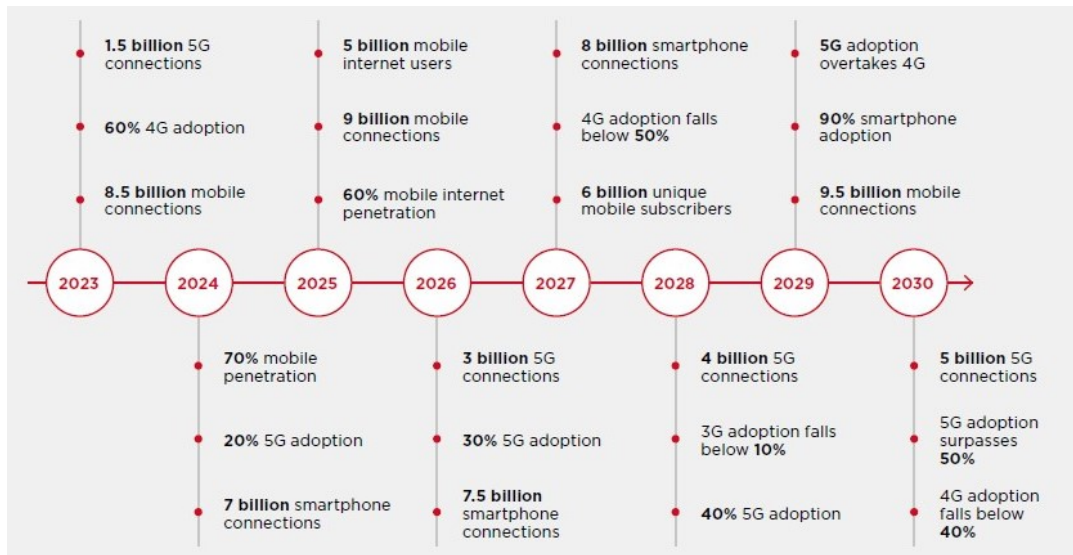 1.5 billion 5G
connections
60% 4G adoption
8.5 billion mobile
connections
5 billion mobile
internet users
9 billion mobile
connections
60% mobile internet
penetration
8 billion smartphone
connections
4G adoption falls
below 50%
6 billion unique
mobile subscribers
5G adoption
overtakes 4G
90% smartphone
adoption
9.5 billion mobile
connections
2023
2024
2025
2026
2027
2028
2029
2030
70% mobile
penetration
20% 5G adoption
7 billion smartphone
connections
3 billion 5G
connections
30% 5G adoption
7.5 billion
smartphone
connections
4 billion 5G
connections
3G adoption falls
below 10%
40% 5G adoption
5 billion 5G
connections
5G adoption
surpasses
50%
4G adoption
falls below
40%